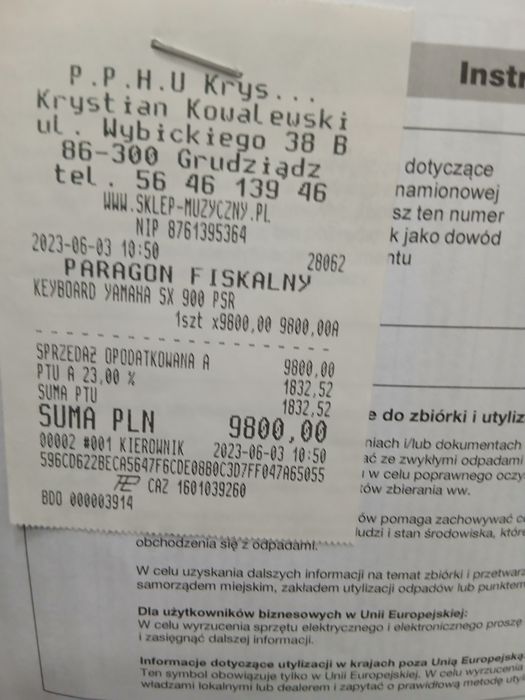 P.P.H.U Krys...
Krystian Kowalewski
ul. Wybickiego 38 B
86-300 Grudziądz
tel. 56 46 139 46
WWW.SKLEP-MUZYCZNY.PL
NIP 8761395364
2023-06-03 10:50 28062
PARAGON FISKALNY
KEYBOARD YAMAHA SX 900 PSR
1szt x9800,00 9800,00A
SPRZEDAŻ OPODATKOWANA A 9800,00
PTU A 23,00 % 1832,52
SUMA PTU 1832,52
SUMA PLN 9800,00
00002 #001 KIEROWNIK 2023-06-03 10:50
596CD622BECA5647F6CDE0880C3D7FF047A65055
CAZ 1601039260
BDO 000003914
Instr
dotyczące
namionowej
sz ten numer
k jako dowód
ntu
e do zbiórki i utyliz
niach i/lub dokumentach
ać ze zwykłymi odpadami
w celu poprawnego oczy
ów zbierania ww.
ów pomaga zachowywać
ludzi i stan środowiska, któr
obchodzenia się z odpadami.
W celu uzyskania dalszych informacji na temat zbiórki i przetwarz
samorządem miejskim, zakładem utylizacji odpadów lub punktem
Dla użytkowników biznesowych w Unii Europejskiej:
W celu wyrzucenia sprzętu elektrycznego i elektronicznego proszę
i zasięgnąć dalszej informacji.
Informacje dotyczące utylizacji w krajach poza Unią Europejską
Ten symbol obowiązuje tylko w Unii Europejskiej. W celu wyrzucenia
władzami lokalnymi lub dealerem i zapytać o prawidłową metodę uty